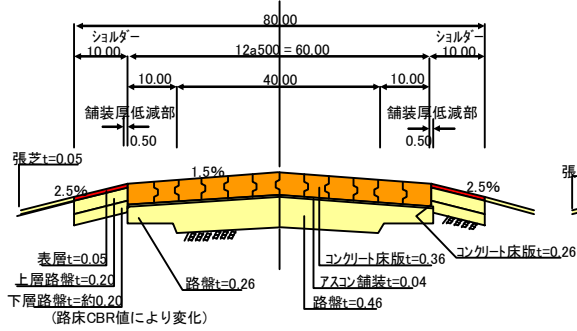 80.00
ショルダー
ショルダー
10.00
12a500 = 60.00
10.00
10.00
40.00
10.00
舗装厚低減部
舗装厚低減部
0.50
0.50
張芝t=0.05
張
2.5%
1.5%
2.5%
表層t=0.05
コンクリート床版t=0.36
コンクリート床版t=0.26
上層路盤t=0.20
路盤t=0.26
アスコン舗装t=0.04
下層路盤t=約0.20
路盤t=0.46
(路床CBR値により変化)